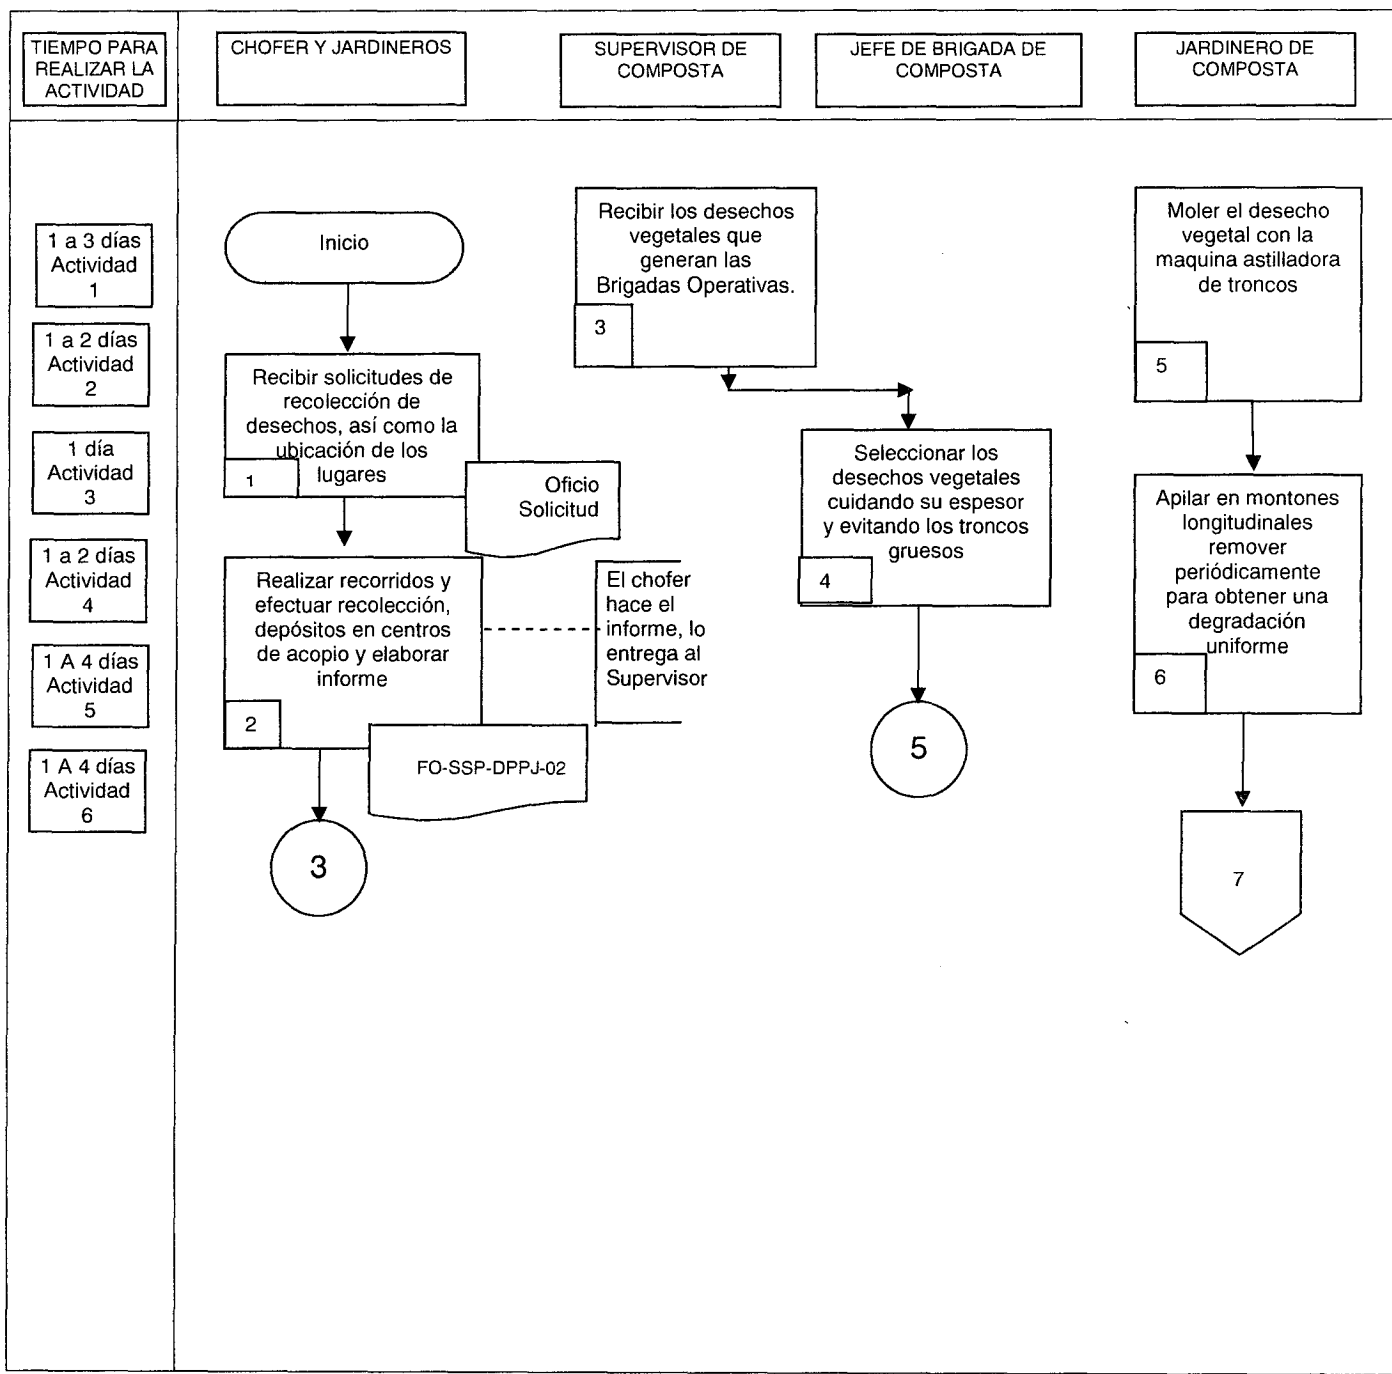 TIEMPO PARA
REALIZAR LA
ACTIVIDAD
CHOFER Y JARDINEROS
SUPERVISOR DE
COMPOSTA
JEFE DE BRIGADA DE
COMPOSTA
JARDINERO DE
COMPOSTA
1 a 3 días
Actividad
1
1 a 2 días
Actividad
2
1 día
Actividad
3
1 a 2 días
Actividad
4
1 A 4 días
Actividad
5
1 A 4 días
Actividad
6
Inicio
Recibir solicitudes de
recolección de
desechos, así como la
ubicación de los
lugares
1
Oficio
Solicitud
Realizar recorridos y
efectuar recolección,
depósitos en centros
de acopio y elaborar
informe
2
El chofer
hace el
informe, lo
entrega al
Supervisor
FO-SSP-DPPJ-02
3
Recibir los desechos
vegetales que
generan las
Brigadas Operativas.
3
Seleccionar los
desechos vegetales
cuidando su espesor
y evitando los troncos
gruesos
4
5
Moler el desecho
vegetal con la
maquina astilladora
de troncos
5
Apilar en montones
longitudinales
remover
periódicamente
para obtener una
degradación
uniforme
6
7